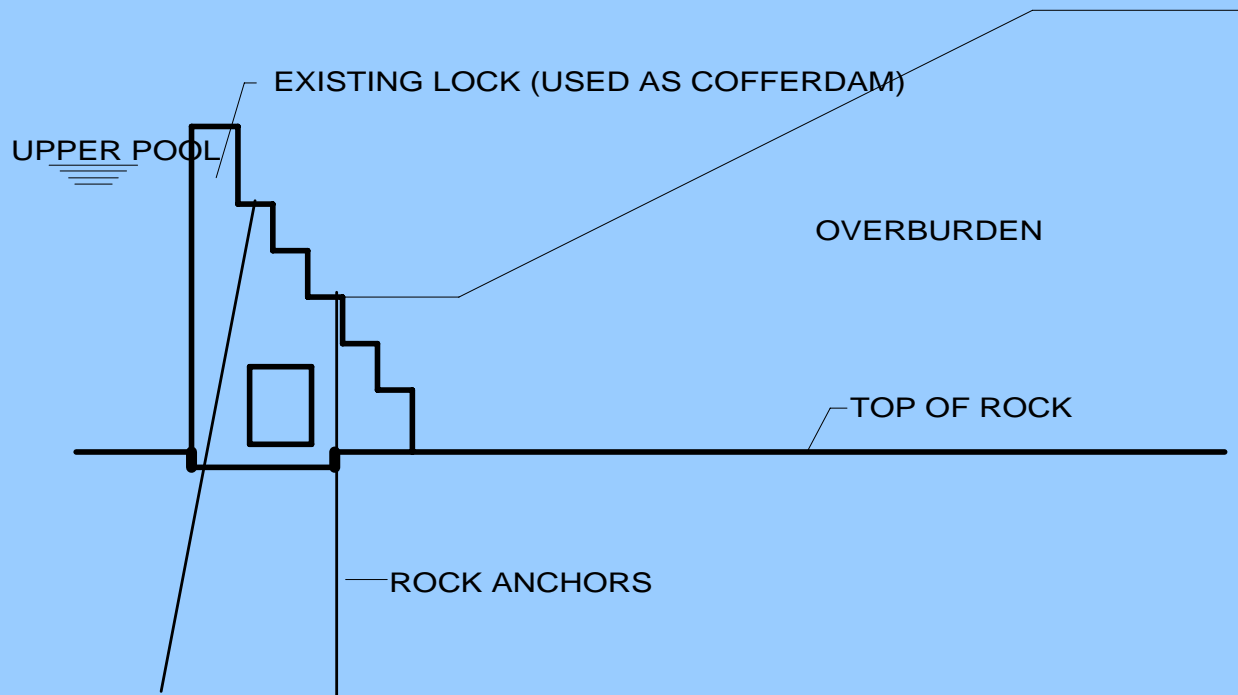 EXISTING LOCK (USED AS COFFERDAM)
UPPER POOL
OVERBURDEN
TOP OF ROCK
ROCK ANCHORS